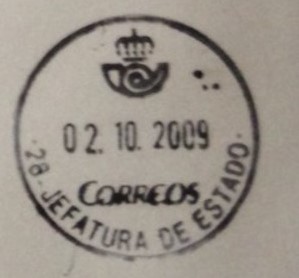 02.10.2009
CORREOS
·28-JEFATURA DE ESTADO·